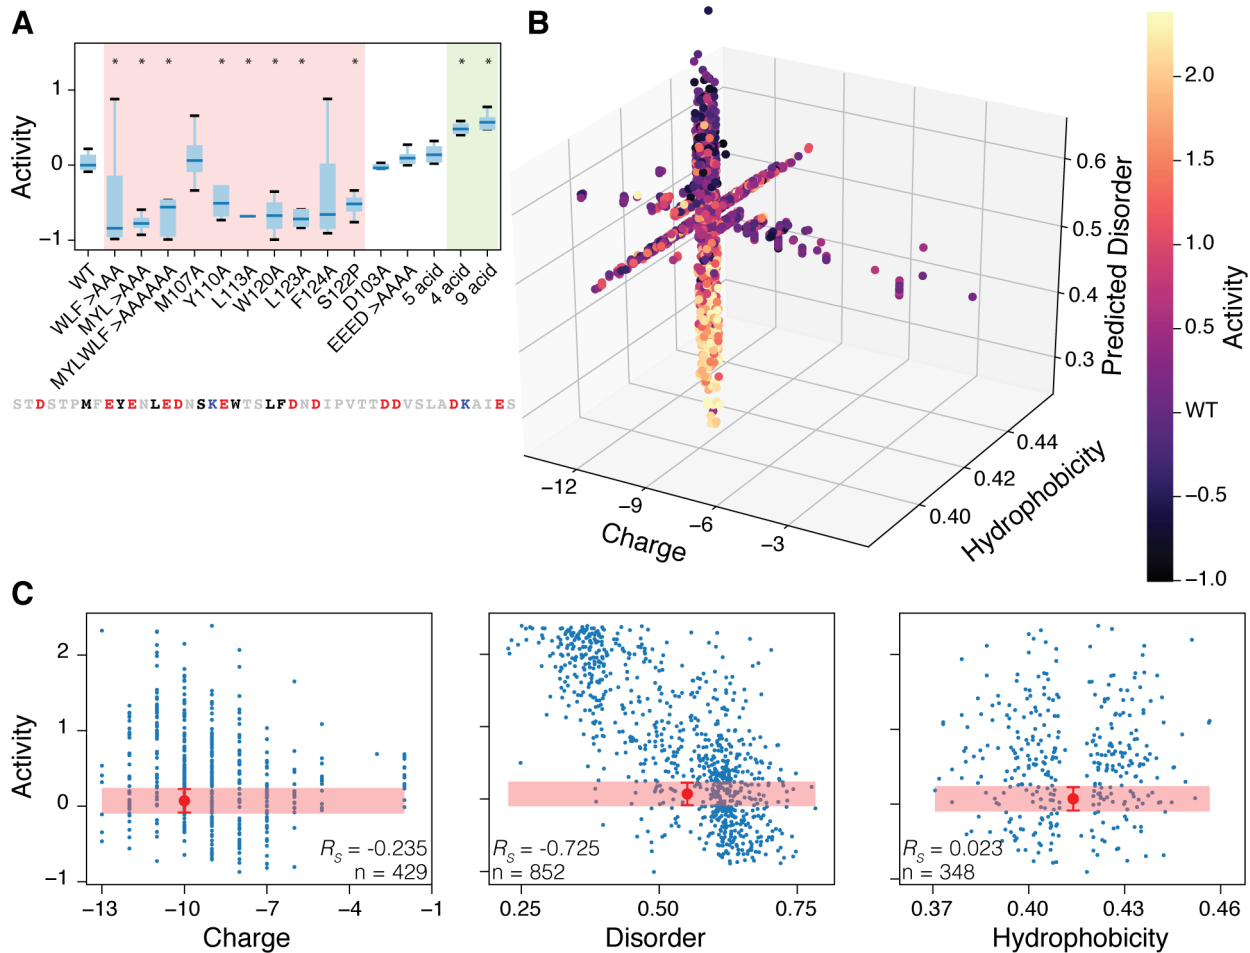 A
B
Activity
1
0
−1
* * * * * * * * * *
WT
WLF >AAA
MYL >AAA
MYLWLF >AAAAAA
M107A
Y110A
L113A
W120A
L123A
F124A
S122P
D103A
EEED >AAAA
5 acid
4 acid
9 acid
STDSTPMFEYENLEDNSKEWTSLFDNDIPVTTDDVSLADKAIES
0.6
0.5
0.4
0.3
Predicted Disorder
0.44
0.42
0.40
Hydrophobicity
−12
−9
−6
−3
Charge
2.0
1.5
1.0
0.5
WT
−0.5
−1.0
Activity
C
Activity
2
1
0
−1
RS = -0.235
n = 429
−13 −10 −7 −4 −1
Charge
RS = -0.725
n = 852
0.25 0.50 0.75
Disorder
RS = 0.023
n = 348
0.37 0.40 0.43 0.46
Hydrophobicity